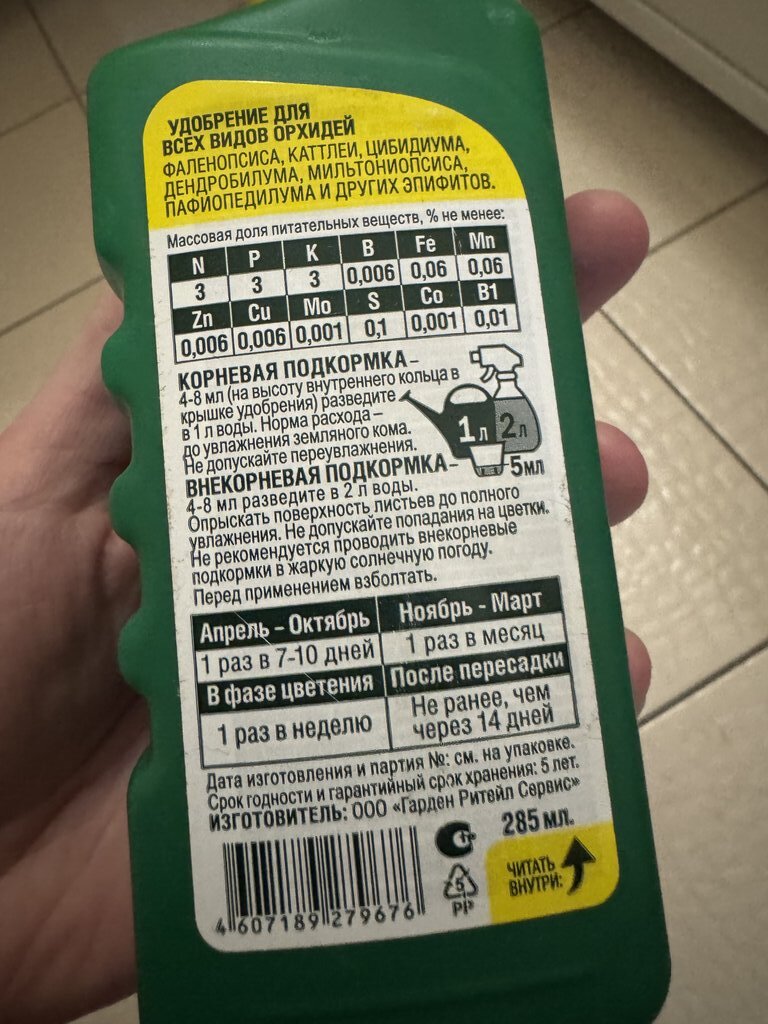 УДОБРЕНИЕ ДЛЯ
ВСЕХ ВИДОВ ОРХИДЕЙ
ФАЛЕНОПСИСА, КАТТЛЕИ, ЦИБИДИУМА,
ДЕНДРОБИЛУМА, МИЛЬТОНИОПСИСА,
ПАФИОПЕДИЛУМА И ДРУГИХ ЭПИФИТОВ.
Массовая доля питательных веществ, % не менее:
N P K B Fe Mn
3 3 3 0,006 0,06 0,06
Zn Cu Mo S Co B1
0,006 0,006 0,001 0,1 0,001 0,01
КОРНЕВАЯ ПОДКОРМКА –
4-8 мл (на высоту внутреннего кольца в
крышке удобрения) разведите
в 1 л воды. Норма расхода –
до увлажнения земляного кома.
Не допускайте переувлажнения.
1 л 2 л
5мл
ВНЕКОРНЕВАЯ ПОДКОРМКА –
4-8 мл разведите в 2 л воды.
Опрыскать поверхность листьев до полного
увлажнения. Не допускайте попадания на цветки.
Не рекомендуется проводить внекорневые
подкормки в жаркую солнечную погоду.
Перед применением взболтать.
Апрель - Октябрь Ноябрь - Март
1 раз в 7-10 дней 1 раз в месяц
В фазе цветения После пересадки
1 раз в неделю Не ранее, чем
через 14 дней
Дата изготовления и партия №: см. на упаковке.
Срок годности и гарантийный срок хранения: 5 лет.
ИЗГОТОВИТЕЛЬ: ООО «Гарден Ритейл Сервис»
285 мл.
ЧИТАТЬ
ВНУТРИ:
5
PP
4 607189 279676